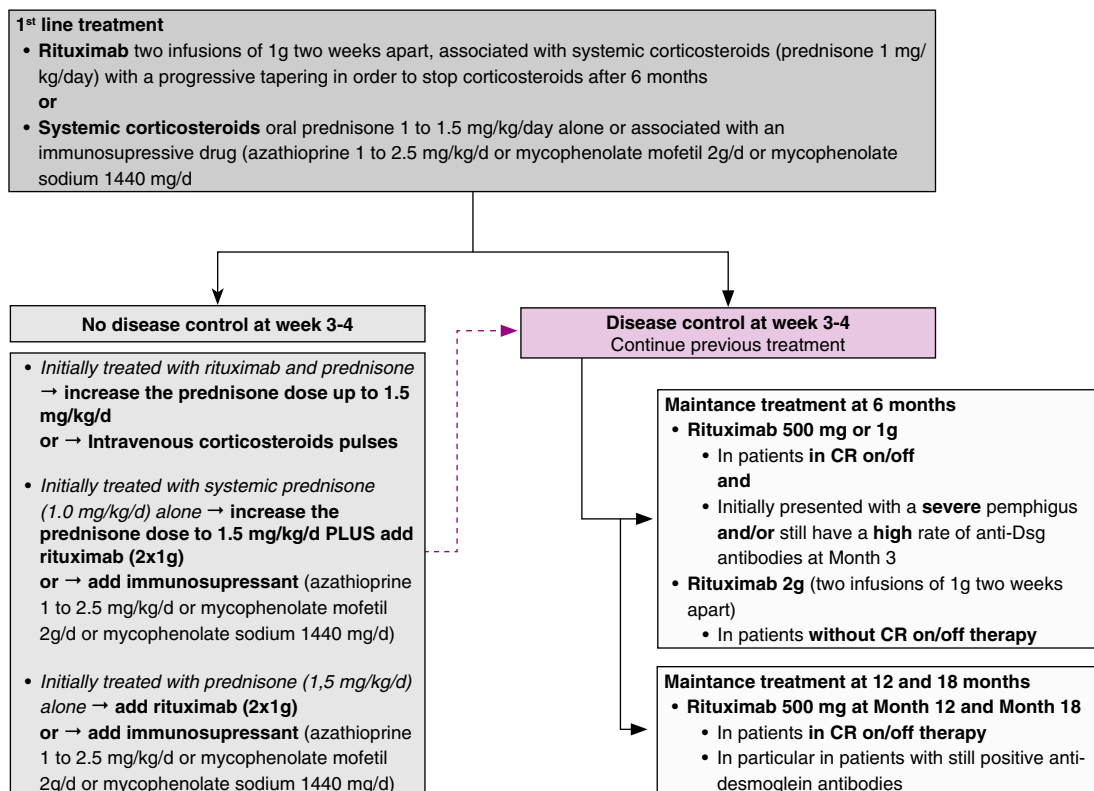 1st line treatment
• Rituximab two infusions of 1g two weeks apart, associated with systemic corticosteroids (prednisone 1 mg/
kg/day) with a progressive tapering in order to stop corticosteroids after 6 months
or
• Systemic corticosteroids oral prednisone 1 to 1.5 mg/kg/day alone or associated with an
immunosupressive drug (azathioprine 1 to 2.5 mg/kg/d or mycophenolate mofetil 2g/d or mycophenolate
sodium 1440 mg/d
No disease control at week 3-4
• Initially treated with rituximab and prednisone
→ increase the prednisone dose up to 1.5
mg/kg/d
or → Intravenous corticosteroids pulses
• Initially treated with systemic prednisone
(1.0 mg/kg/d) alone → increase the
prednisone dose to 1.5 mg/kg/d PLUS add
rituximab (2x1g)
or → add immunosupressant (azathioprine
1 to 2.5 mg/kg/d or mycophenolate mofetil
2g/d or mycophenolate sodium 1440 mg/d)
• Initially treated with prednisone (1,5 mg/kg/d)
alone → add rituximab (2x1g)
or → add immunosupressant (azathioprine
1 to 2.5 mg/kg/d or mycophenolate mofetil
2g/d or mycophenolate sodium 1440 mg/d)
Disease control at week 3-4
Continue previous treatment
Maintance treatment at 6 months
• Rituximab 500 mg or 1g
• In patients in CR on/off
and
• Initially presented with a severe pemphigus
and/or still have a high rate of anti-Dsg
antibodies at Month 3
• Rituximab 2g (two infusions of 1g two weeks
apart)
• In patients without CR on/off therapy
Maintance treatment at 12 and 18 months
• Rituximab 500 mg at Month 12 and Month 18
• In patients in CR on/off therapy
• In particular in patients with still positive anti-
desmoglein antibodies